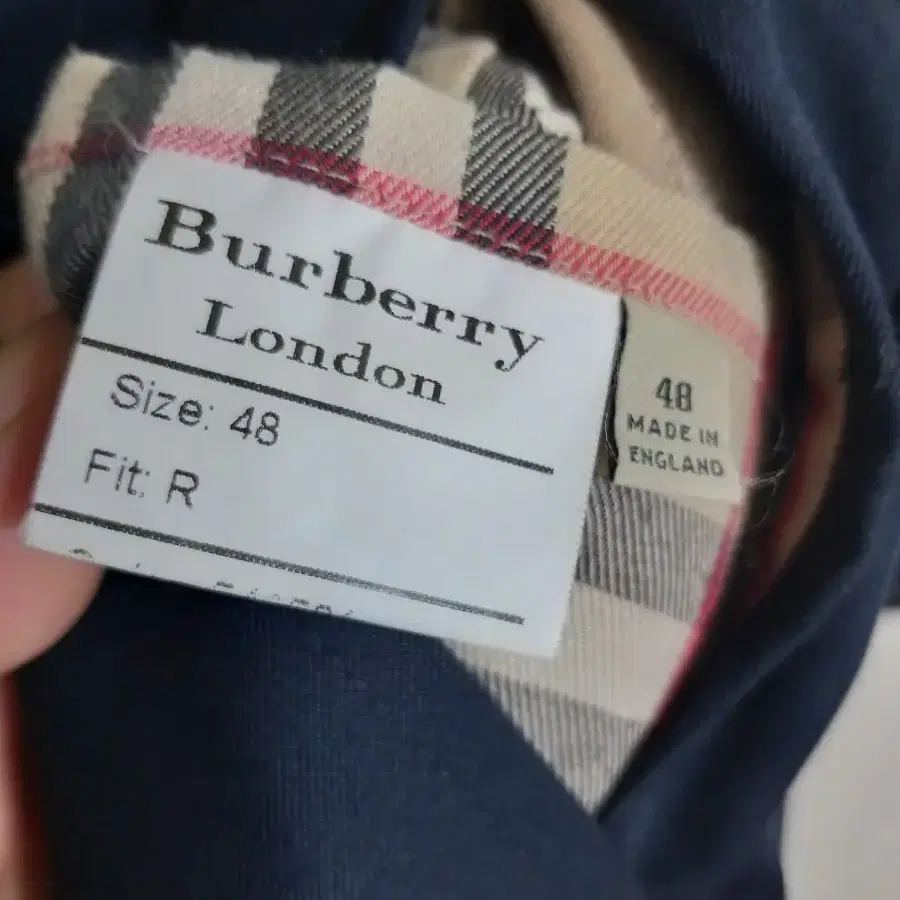 Burberry
London
Size: 48
Fit: R
48
MADE IN
ENGLAND